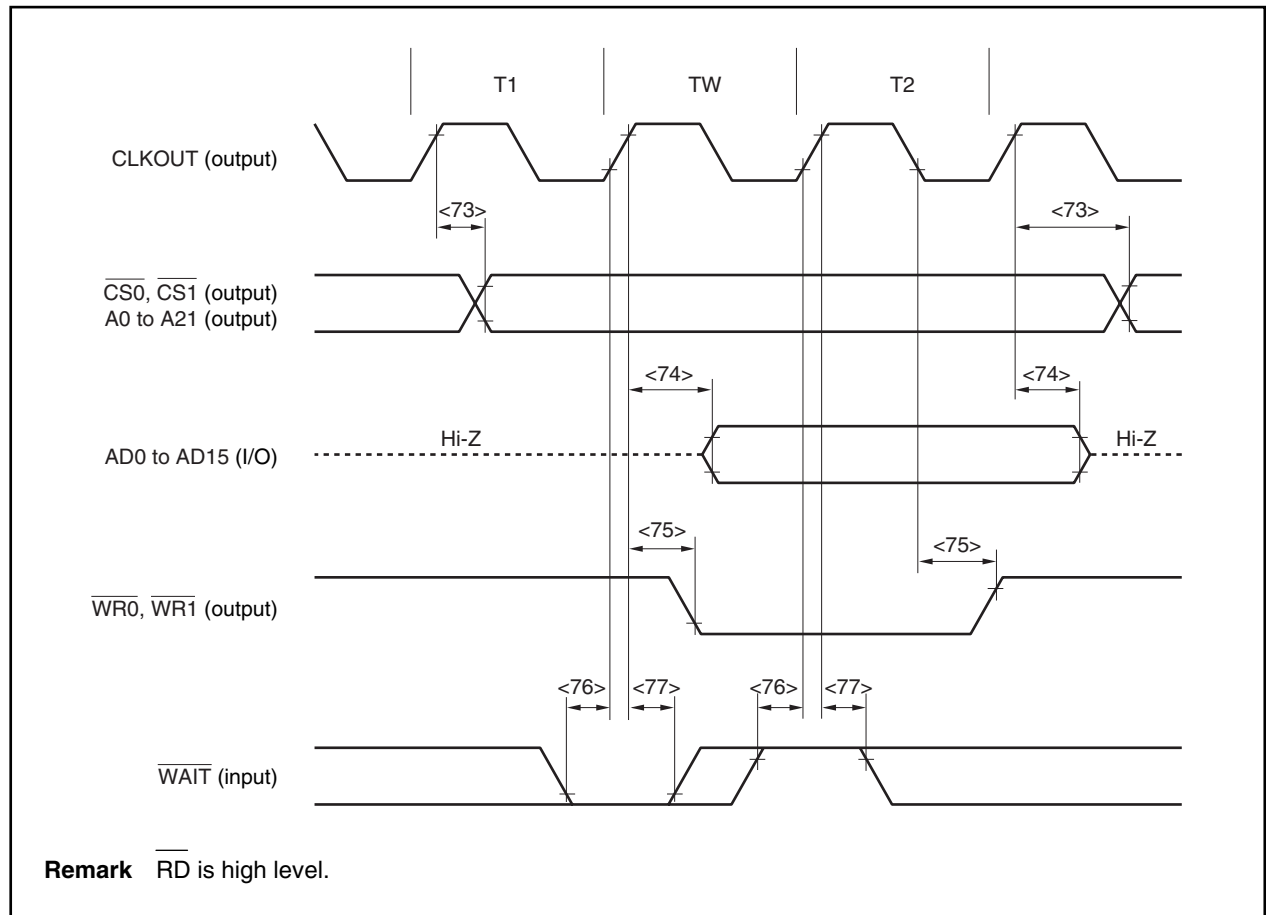 T1 TW T2
CLKOUT (output)
<73> <73>
CS0, CS1 (output)
A0 to A21 (output)
<74> <74>
Hi-Z Hi-Z
AD0 to AD15 (I/O)
<75> <75>
WR0, WR1 (output)
<76> <77> <76> <77>
WAIT (input)
Remark RD is high level.